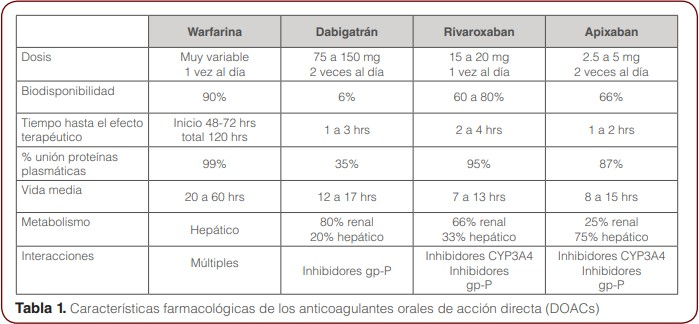 Warfarina Dabigatrán Rivaroxaban Apixaban
Dosis Muy variable 75 a 150 mg 15 a 20 mg 2.5 a 5 mg
1 vez al día 2 veces al día 1 vez al día 2 veces al día
Biodisponibilidad 90% 6% 60 a 80% 66%
Tiempo hasta el efecto Inicio 48-72 hrs 1 a 3 hrs 2 a 4 hrs 1 a 2 hrs
terapéutico total 120 hrs
% unión proteínas 99% 35% 95% 87%
plasmáticas
Vida media 20 a 60 hrs 12 a 17 hrs 7 a 13 hrs 8 a 15 hrs
Metabolismo Hepático 80% renal 66% renal 25% renal
20% hepático 33% hepático 75% hepático
Interacciones Múltiples Inhibidores gp-P Inhibidores CYP3A4 Inhibidores CYP3A4
Inhibidores Inhibidores
gp-P gp-P
Tabla 1. Características farmacológicas de los anticoagulantes orales de acción directa (DOACs)